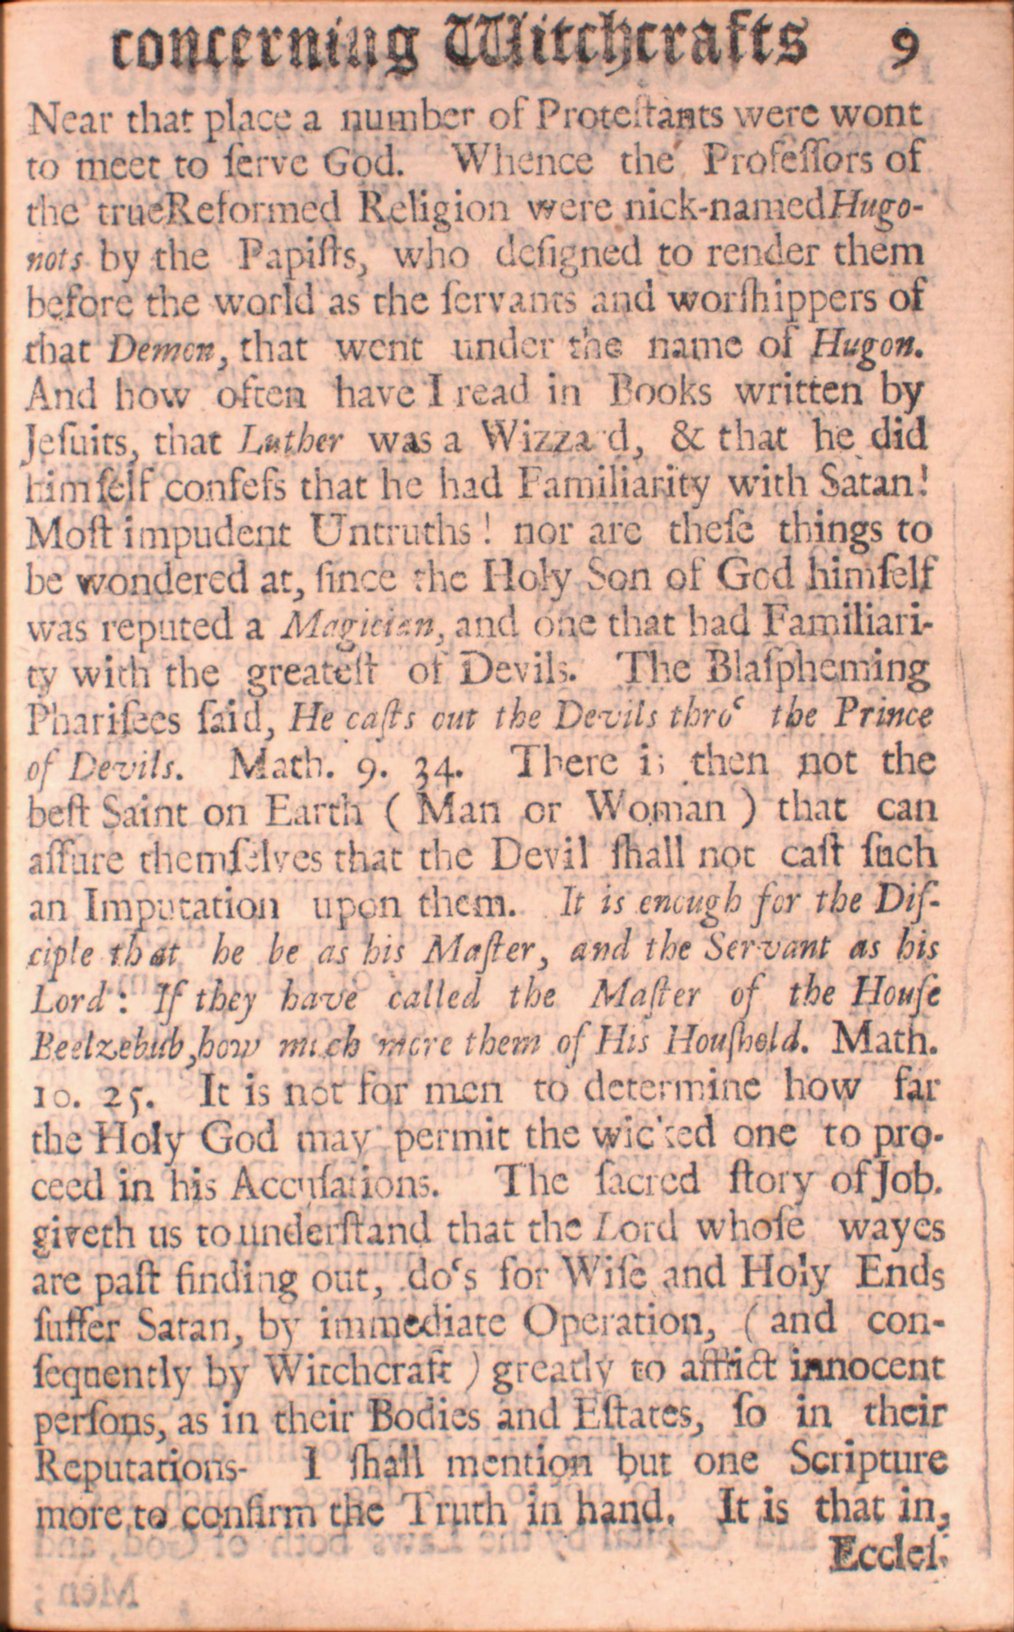 concerning Witchcrafts 9
Near that place a number of Proteſtants were wont
to meet to ſerve God. Whence the Profeſſors of
the trueReformed Religion were nick-namedHugo-
nots by the Papiſts, who deſigned to render them
before the world as the ſervants and worſhippers of
that Demon, that went under the name of Hugon.
And how often have I read in Books written by
Jeſuits, that Luther was a Wizzard, & that he did
himſelf confeſs that he had Familiarity with Satan!
Moſt impudent Untruths! nor are theſe things to
be wondered at, ſince the Holy Son of God himſelf
was reputed a Magician, and one that had Familiari-
ty with the greateſt of Devils. The Blaſpheming
Phariſees ſaid, He caſts out the Devils thro‘ the Prince
of Devils. Math. 9. 34. There is then not the
beſt Saint on Earth ( Man or Woman ) that can
aſſure themſelves that the Devil ſhall not caſt ſuch
an Imputation upon them. It is enough for the Diſ-
ciple that he be as his Maſter, and the Servant as his
Lord: If they have called the Maſter of the Houſe
Beelzebub,how much more them of His Houſhold. Math.
10. 25. It is not for men to determine how far
the Holy God may permit the wicked one to pro-
ceed in his Accuſations. The ſacred ſtory of Job.
giveth us to underſtand that the Lord whoſe wayes
are paſt finding out, do‘s for Wiſe and Holy Ends
ſuffer Satan, by immediate Operation, ( and con-
ſequently by Witchcraft ) greatly to afflict innocent
perſons, as in their Bodies and Eſtates, ſo in their
Reputations- I ſhall mention but one Scripture
more to confirm the Truth in hand. It is that in,
Eccleſ.